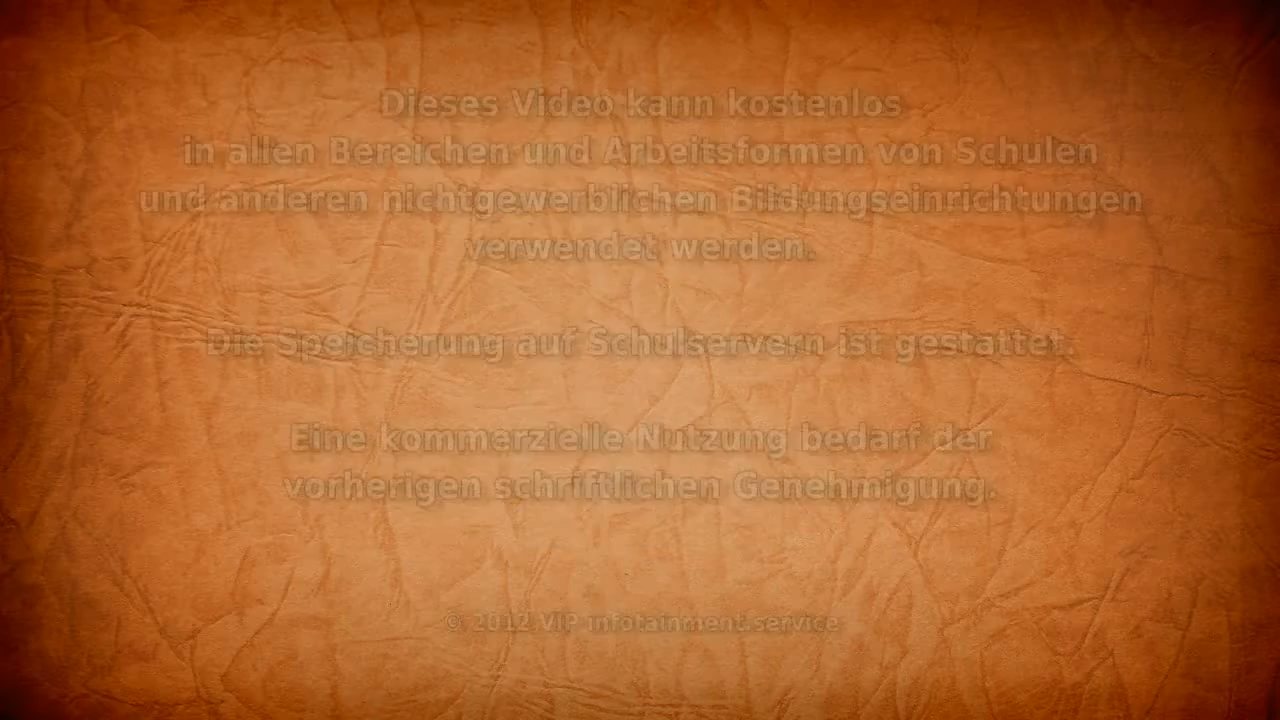 Dieses Video kann kostenlos
in allen Bereichen und Arbeitsformen von Schulen
und anderen nichtgewerblichen Bildungseinrichtungen
verwendet werden.
Die Speicherung auf Schulservern ist gestattet.
Eine kommerzielle Nutzung bedarf der
vorherigen schriftlichen Genehmigung.
© 2012 VIP infotainment.service